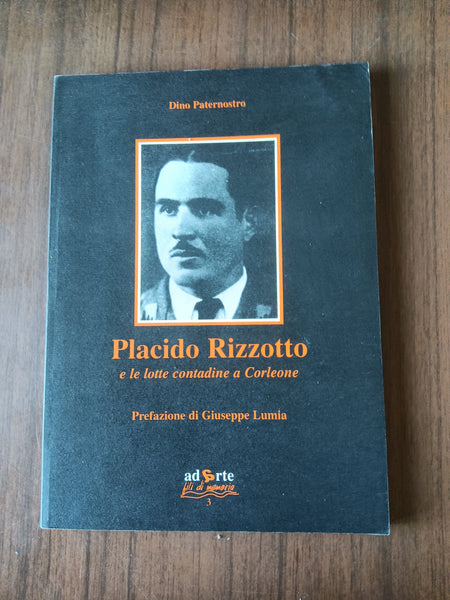 Dino Paternostro
Placido Rizzotto
e le lotte contadine a Corleone
Prefazione di Giuseppe Lumia
ad arte
fili di memoria
3